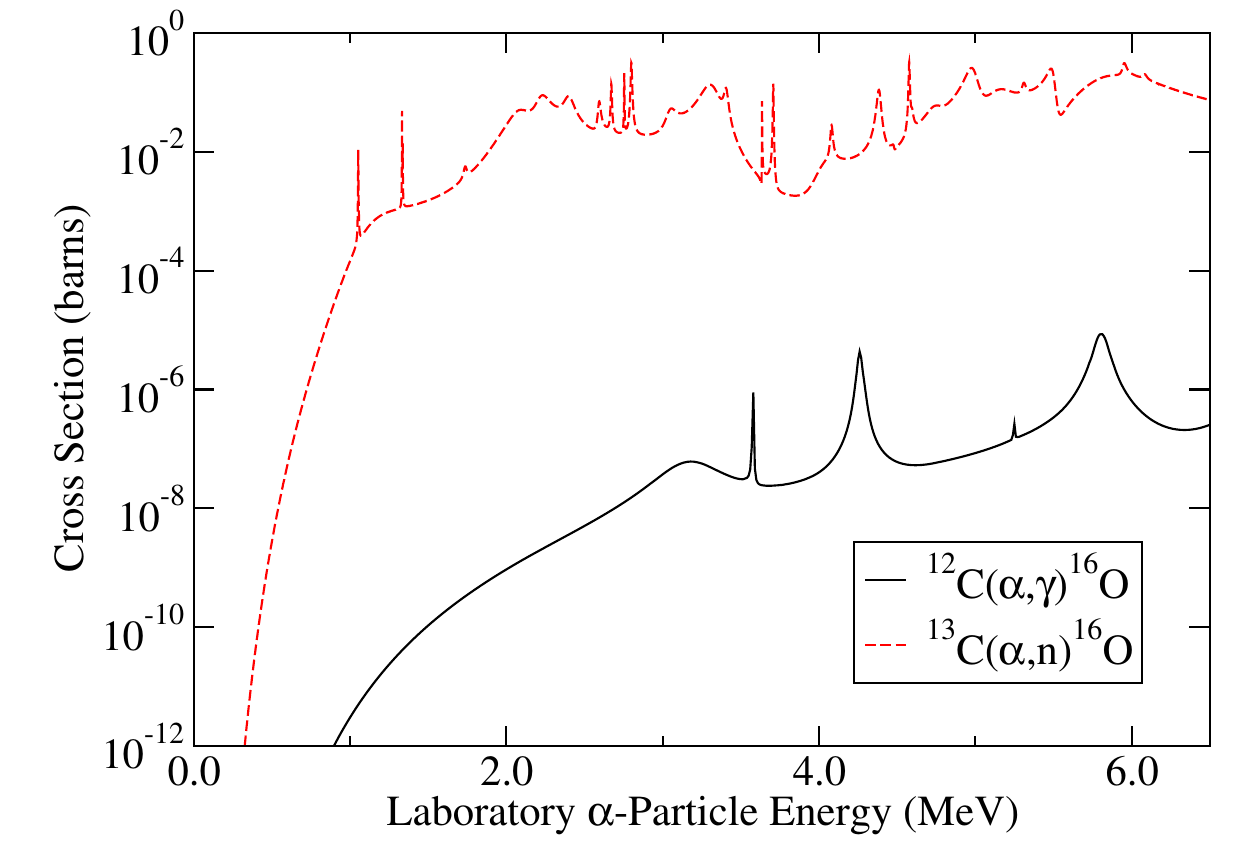 10^0
10^-2
10^-4
10^-6
10^-8
10^-10
10^-12
Cross Section (barns)
^12C(α,γ)^16O
^13C(α,n)^16O
0.0 2.0 4.0 6.0
Laboratory α-Particle Energy (MeV)